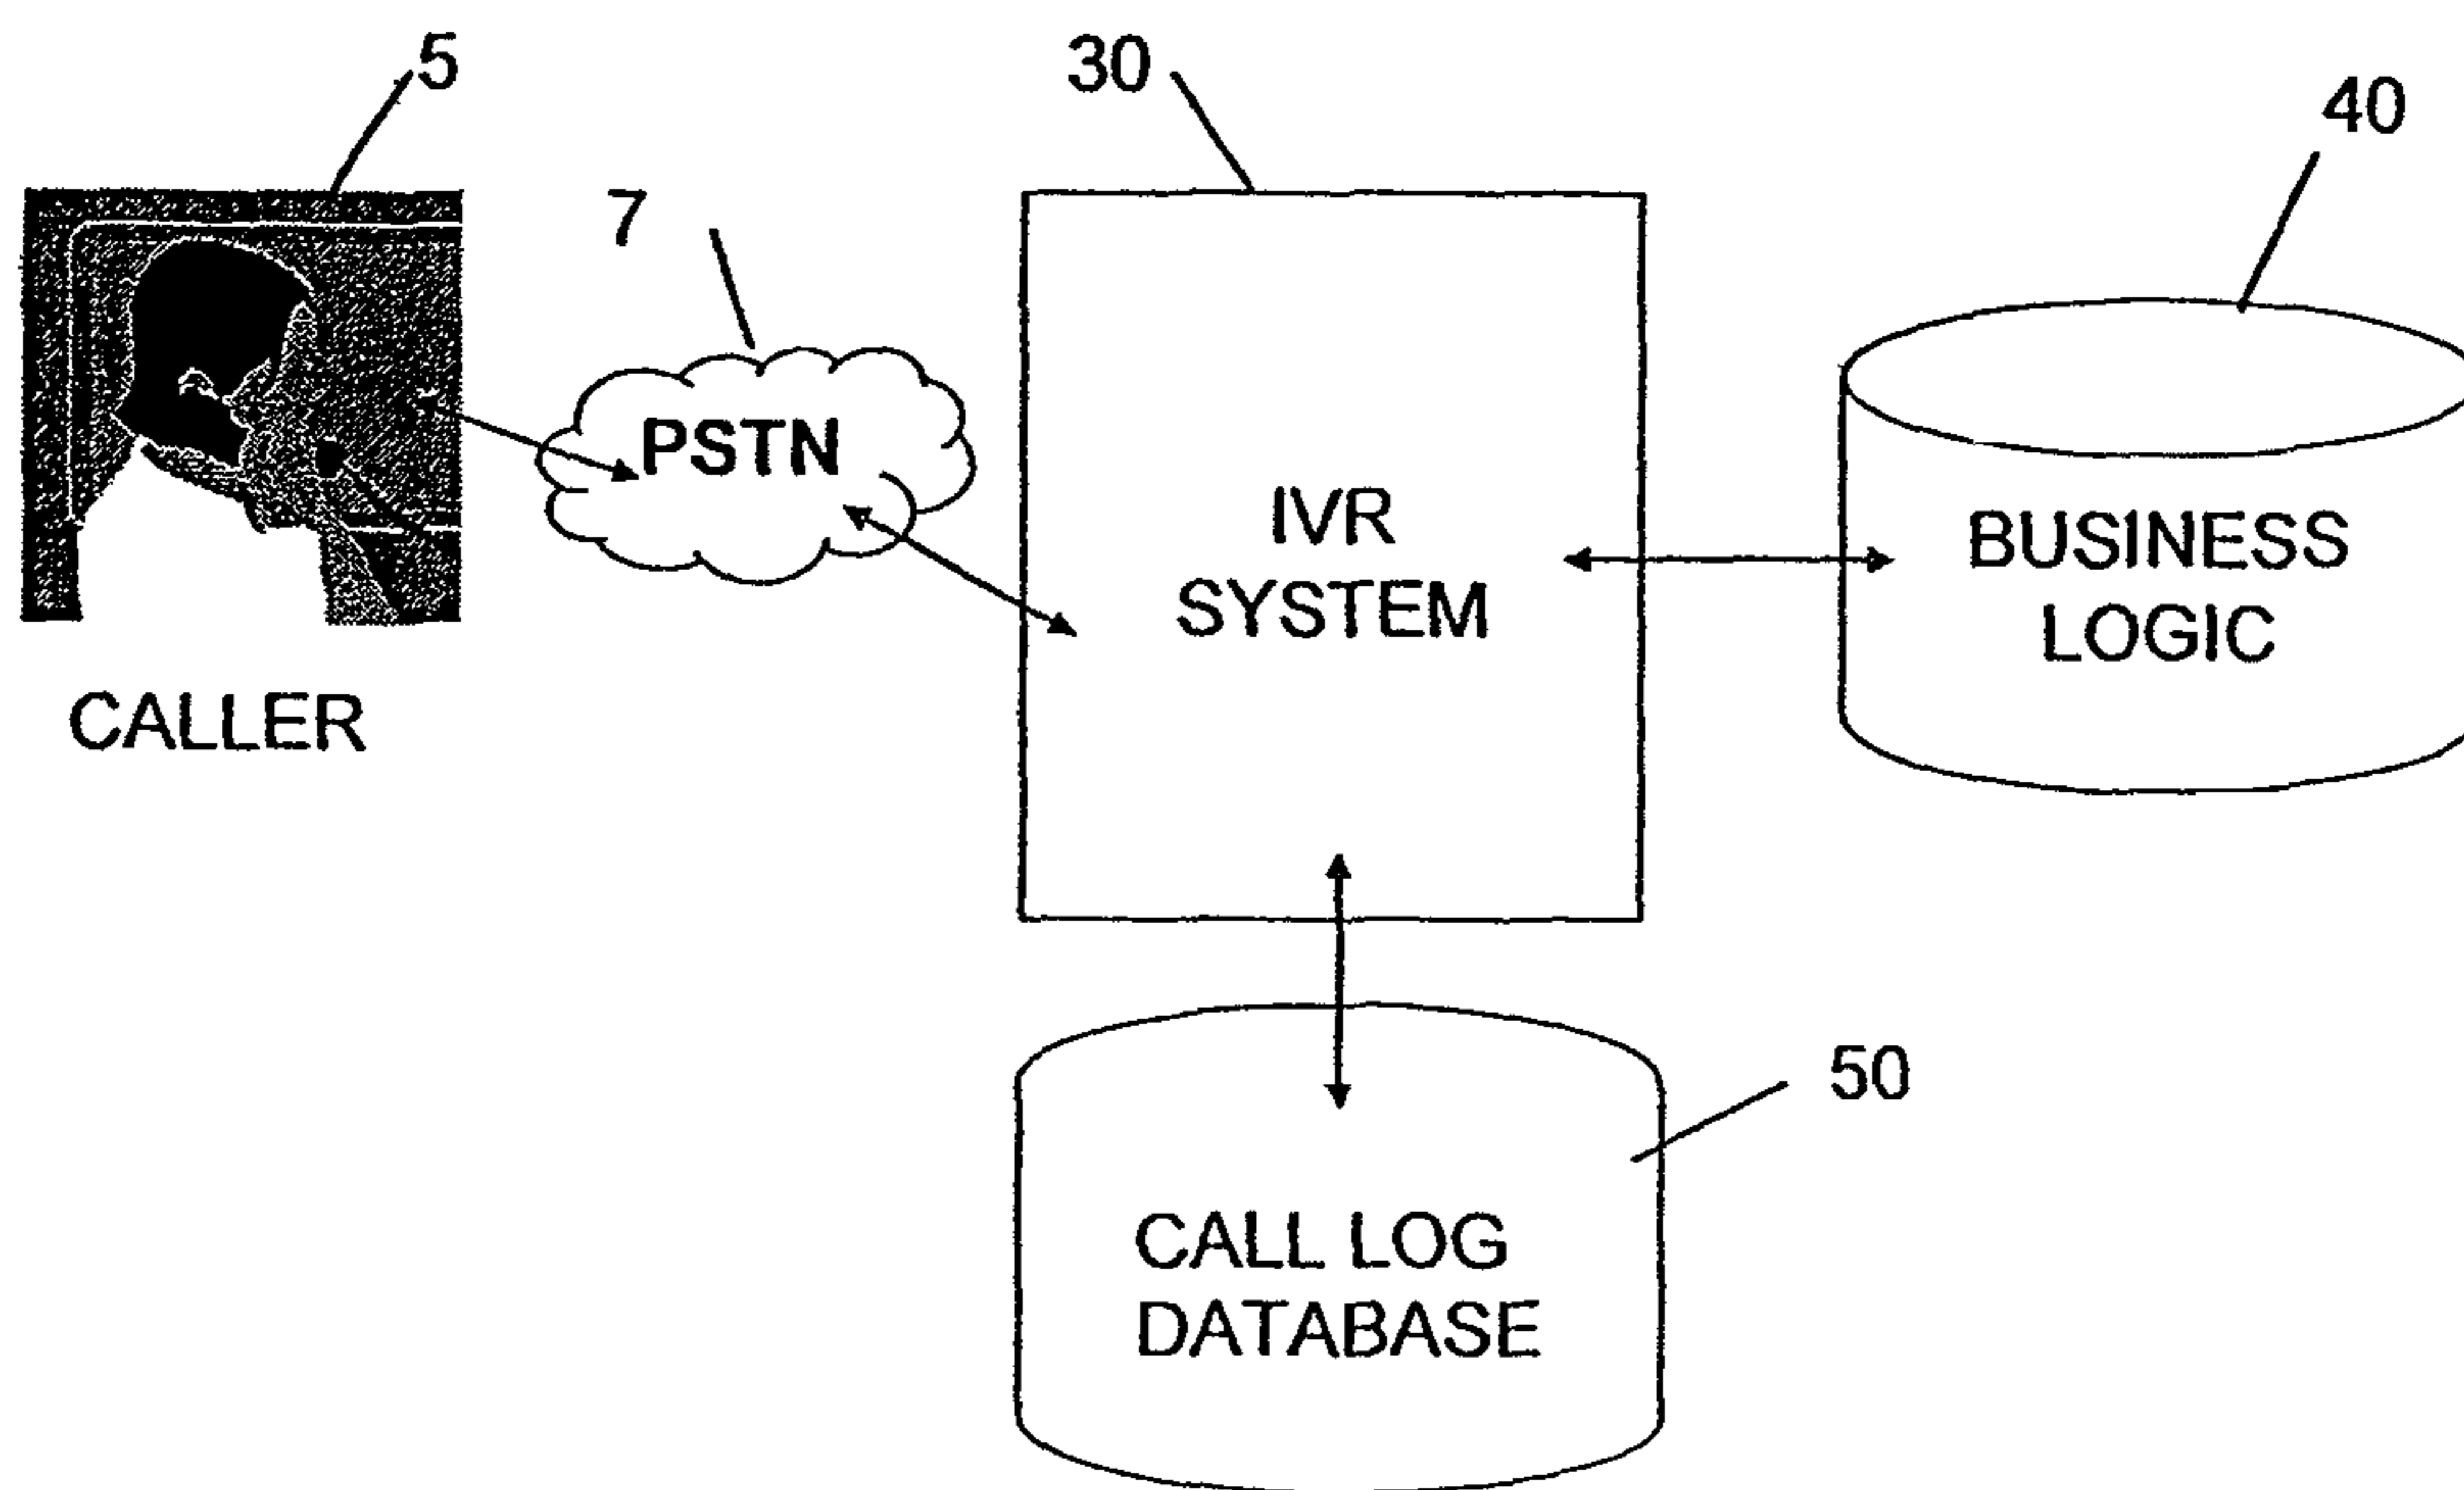 5
30
40
7
PSTN
IVR
SYSTEM
BUSINESS
LOGIC
CALLER
50
CALL LOG
DATABASE